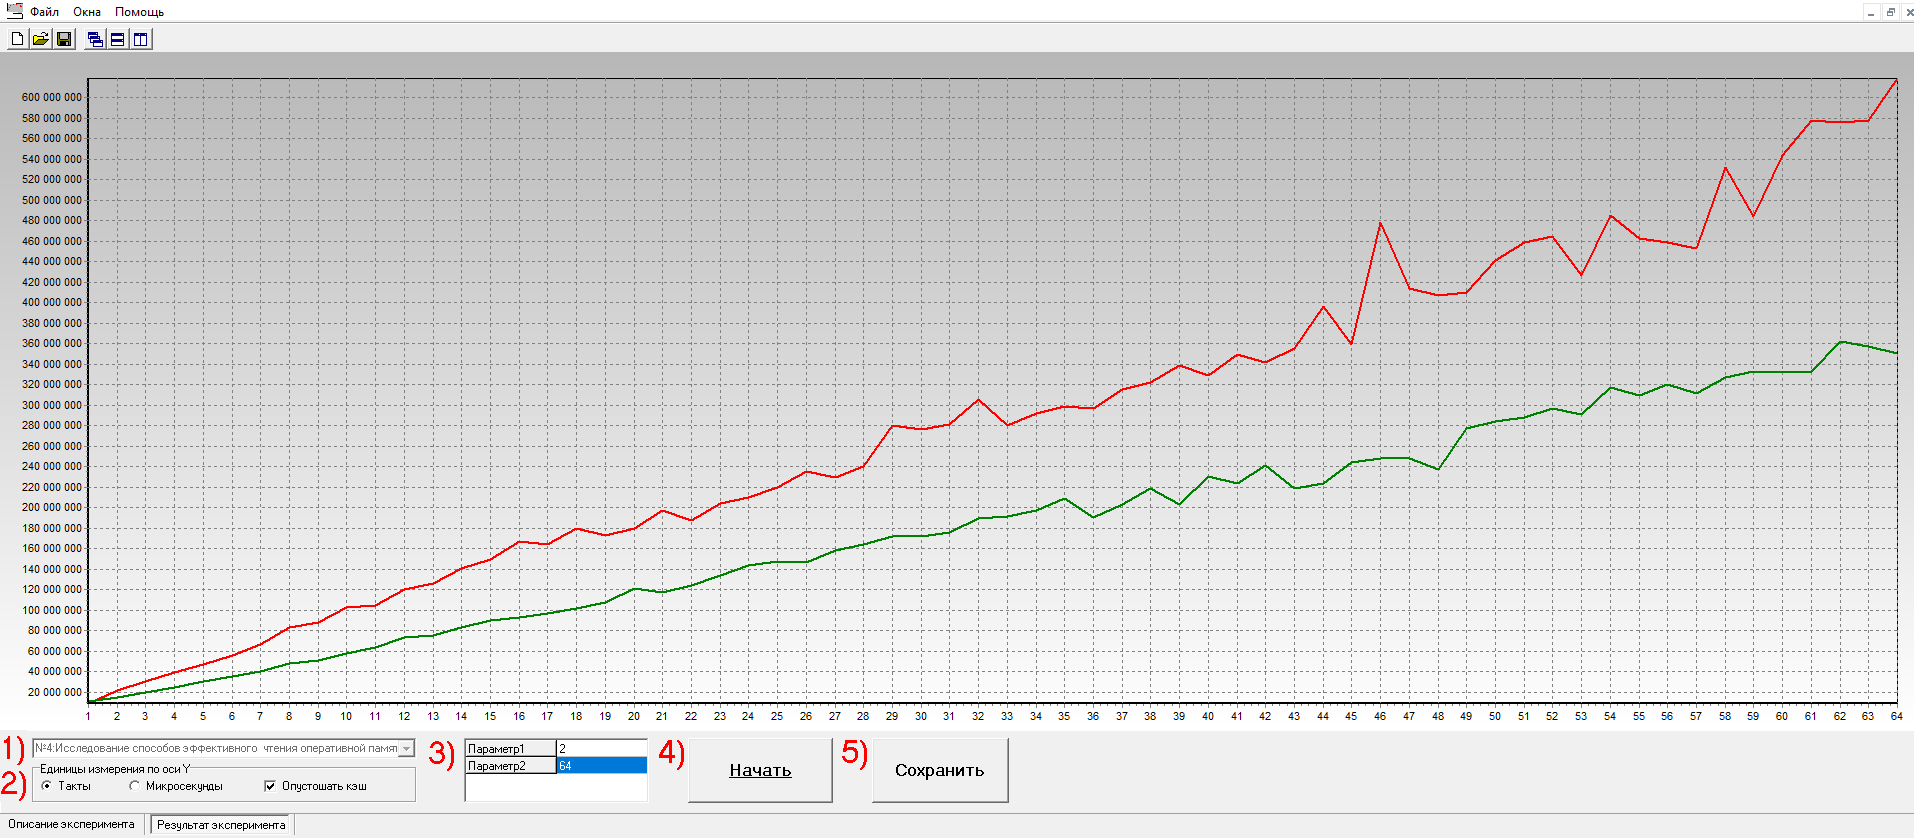 Файл Окна Помощь
600 000 000
580 000 000
560 000 000
540 000 000
520 000 000
500 000 000
480 000 000
460 000 000
440 000 000
420 000 000
400 000 000
380 000 000
360 000 000
340 000 000
320 000 000
300 000 000
280 000 000
260 000 000
240 000 000
220 000 000
200 000 000
180 000 000
160 000 000
140 000 000
120 000 000
100 000 000
80 000 000
60 000 000
40 000 000
20 000 000
1 2 3 4 5 6 7 8 9 10 11 12 13 14 15 16 17 18 19 20 21 22 23 24 25 26 27 28 29 30 31 32 33 34 35 36 37 38 39 40 41 42 43 44 45 46 47 48 49 50 51 52 53 54 55 56 57 58 59 60 61 62 63 64
1) №4:Исследование способов эффективного чтения оперативной памят
2) Единицы измерения по оси Y
Такты Микросекунды Опустошать кэш
3) Параметр1 2
Параметр2 64
4) Начать
5) Сохранить
Описание эксперимента Результат эксперимента